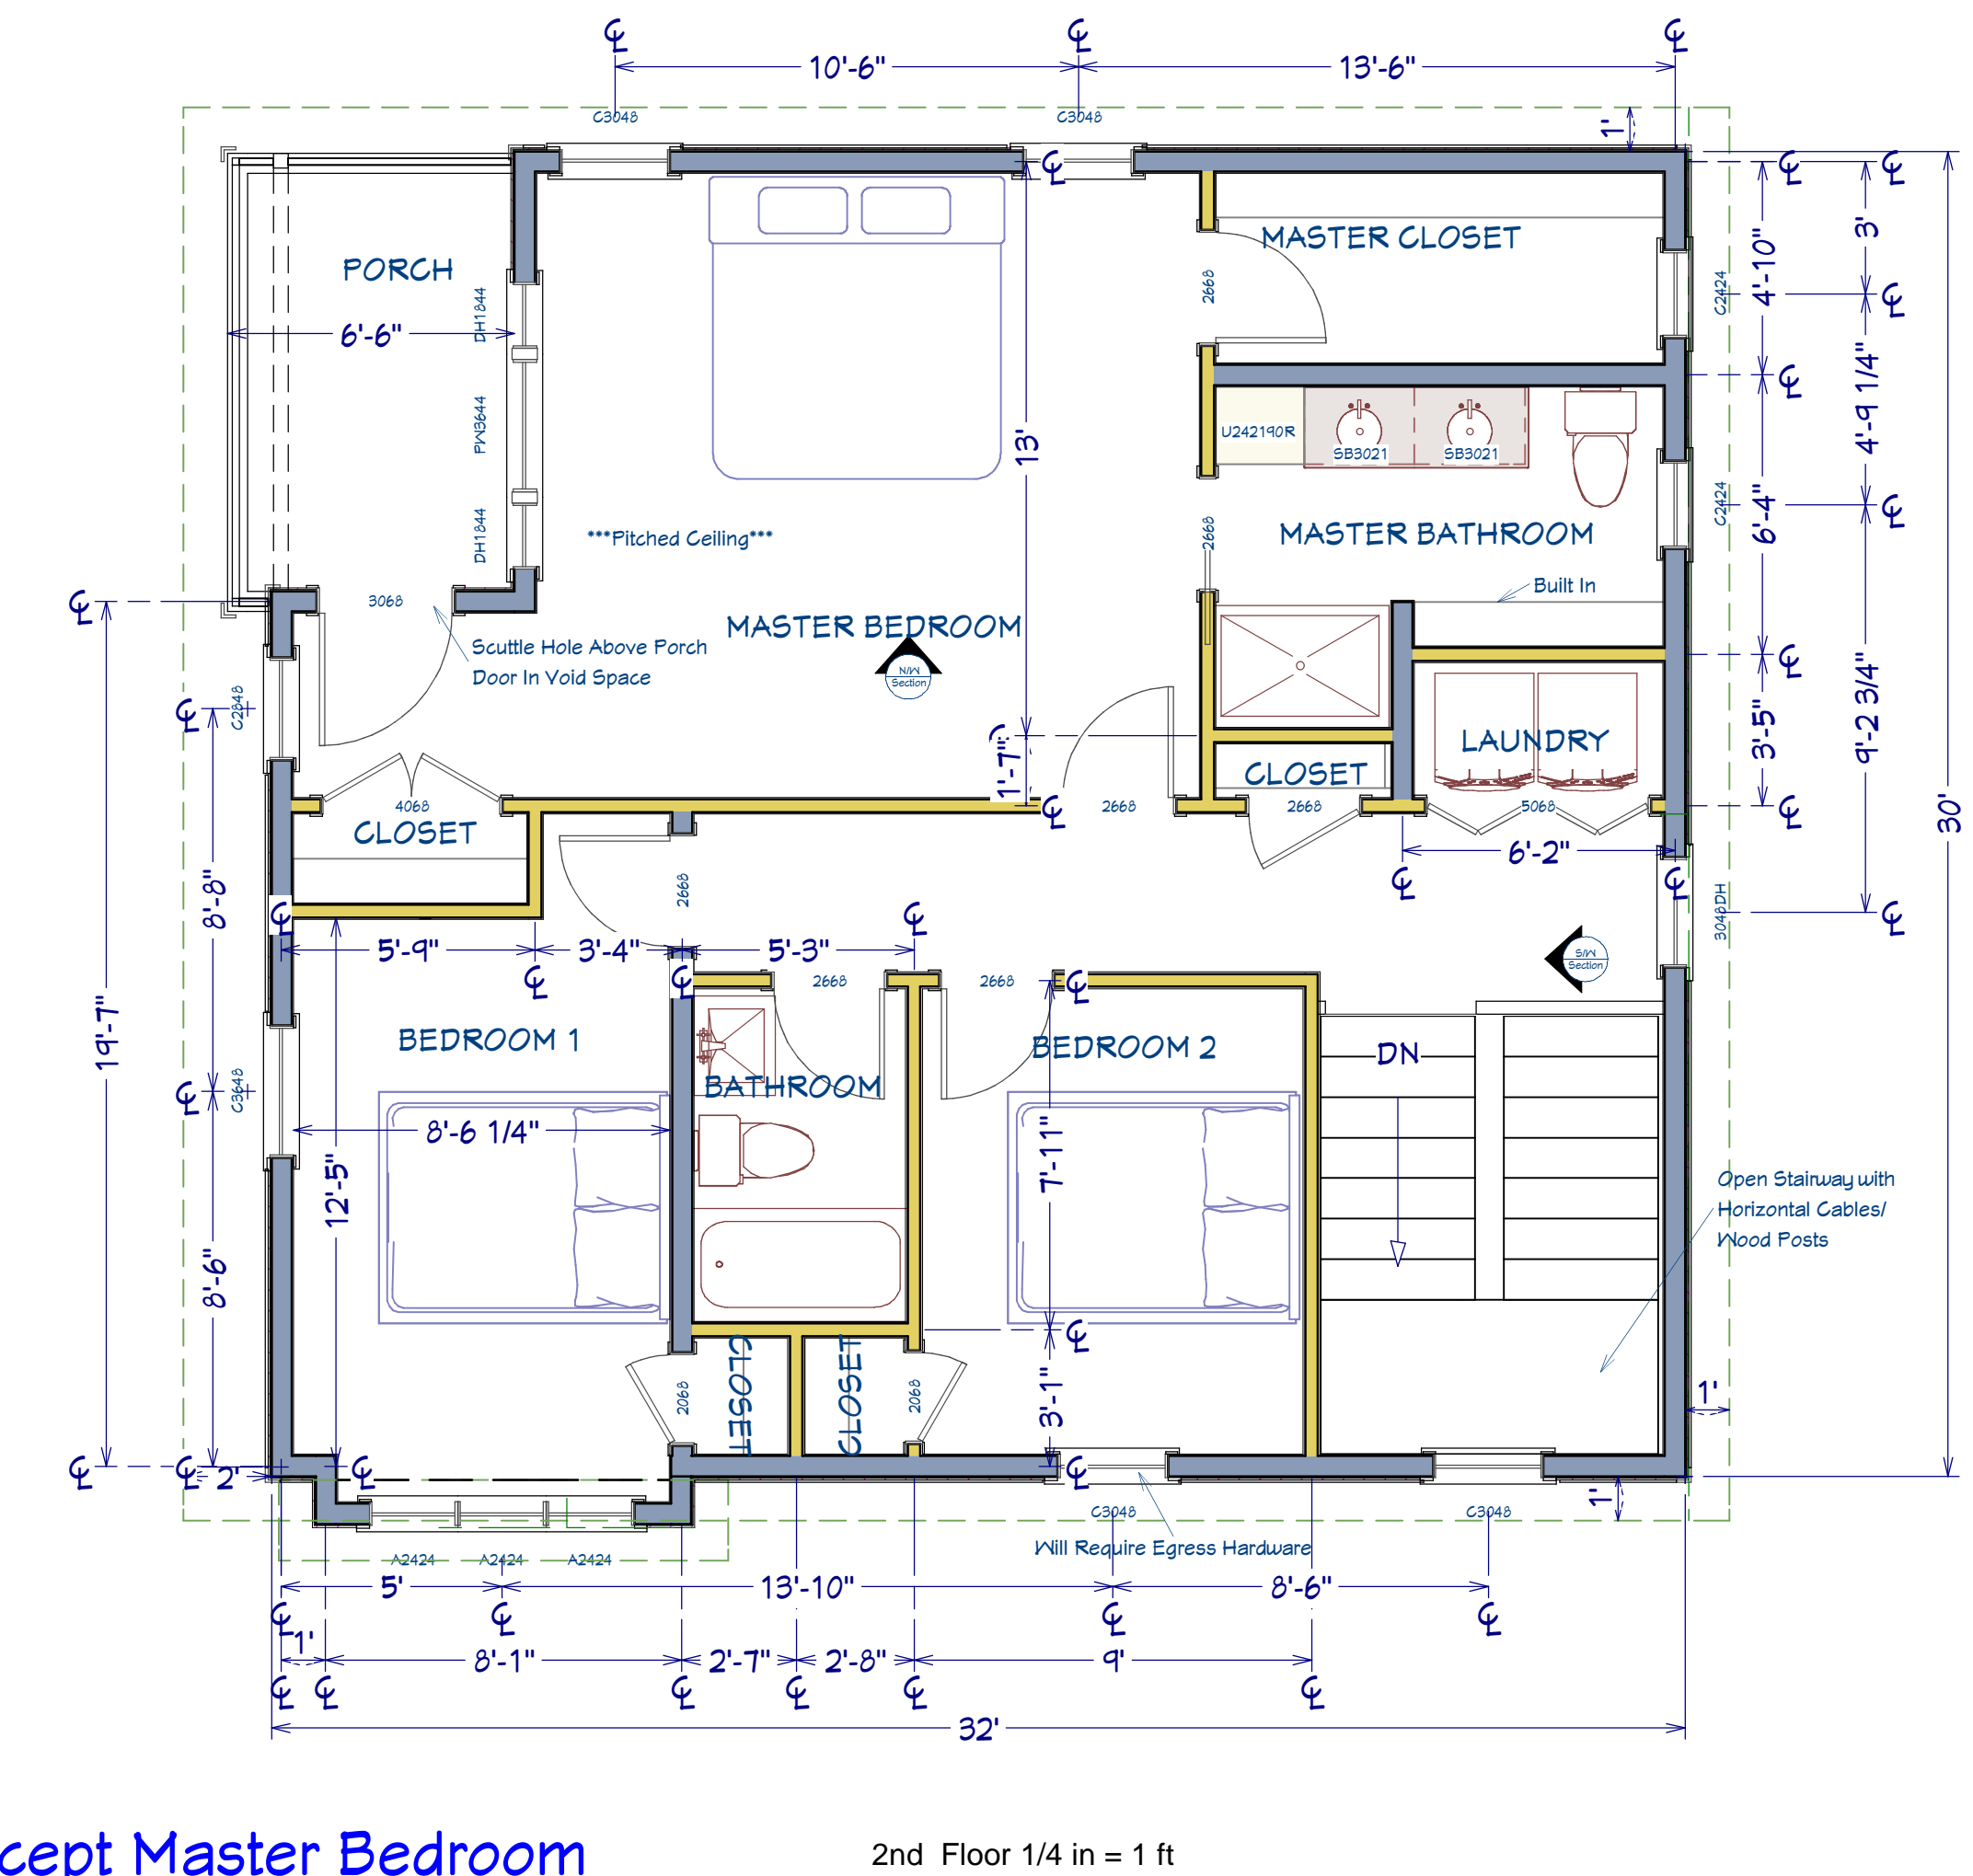 10'-6"
13'-6"
C3048
C3048
1'
PORCH
6'-6"
DH1844
PW3644
DH1844
MASTER CLOSET
2668
C2424
4'-10"
3'
13'
U242190R
SB3021
SB3021
4'-9 1/4"
***Pitched Ceiling***
2668
MASTER BATHROOM
C2424
6'-4"
Built In
3068
MASTER BEDROOM
Scuttle Hole Above Porch
Door In Void Space
N/W
Section
C2848
1'-7"
LAUNDRY
3'-5"
9'-2 3/4"
CLOSET
4068
2668
2668
5068
CLOSET
6'-2"
30'
8'-8"
2668
3048DH
5'-9"
3'-4"
5'-3"
S/W
Section
2668
2668
19'-7"
BEDROOM 1
BEDROOM 2
DN
C3648
BATHROOM
8'-6 1/4"
12'-5"
7'-11"
Open Stairway with
Horizontal Cables/
Wood Posts
8'-6"
2068
CLOSET
CLOSET
2068
3'-1"
1'
2'
1'
C3048
C3048
Will Require Egress Hardware
A2424
A2424
A2424
5'
13'-10"
8'-6"
1'
8'-1"
2'-7"
2'-8"
9'
32'
cept Master Bedroom
2nd Floor 1/4 in = 1 ft